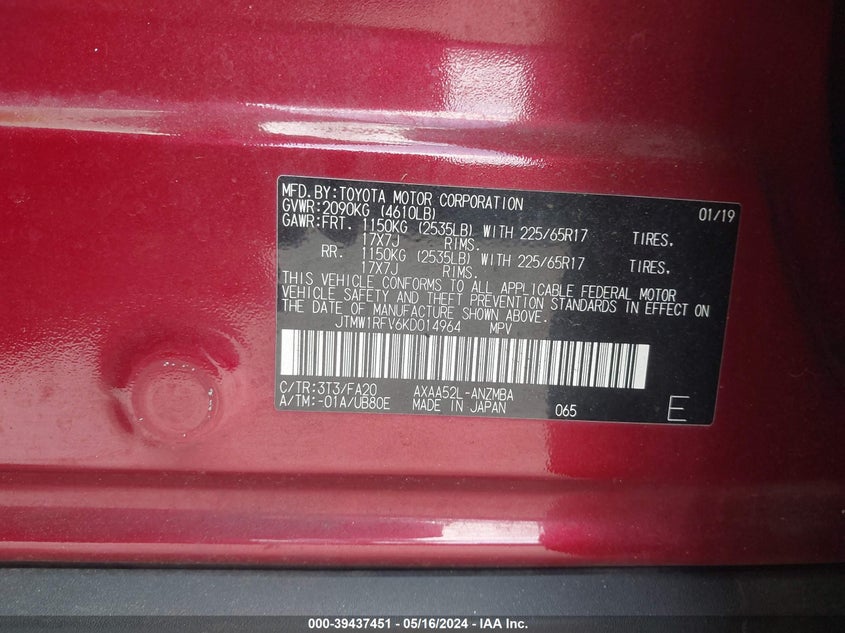 MFD.BY:TOYOTA MOTOR CORPORATION 01/19
GVWR:2090KG (4610LB)
GAWR:FRT. 1150KG (2535LB) WITH 225/65R17 TIRES,
17X7J RIMS.
RR. 1150KG (2535LB) WITH 225/65R17 TIRES,
17X7J RIMS.
THIS VEHICLE CONFORMS TO ALL APPLICABLE FEDERAL MOTOR
VEHICLE SAFETY AND THEFT PREVENTION STANDARDS IN EFFECT ON
THE DATE OF MANUFACTURE SHOWN ABOVE.
JTMW1RFV6KD014964 MPV
C/TR:3T3/FA20 AXAA52L-ANZMBA
A/TM:-01A/UB80E MADE IN JAPAN 065 E
000-39437451 - 05/16/2024 - IAA Inc.